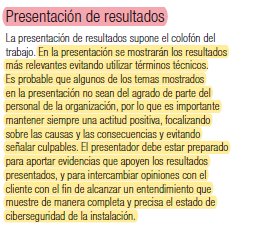 Presentación de resultados
La presentación de resultados supone el colofón del
trabajo. En la presentación se mostrarán los resultados
más relevantes evitando utilizar términos técnicos.
Es probable que algunos de los temas mostrados
en la presentación no sean del agrado de parte del
personal de la organización, por lo que es importante
mantener siempre una actitud positiva, focalizando
sobre las causas y las consecuencias y evitando
señalar culpables. El presentador debe estar preparado
para aportar evidencias que apoyen los resultados
presentados, y para intercambiar opiniones con el
cliente con el fin de alcanzar un entendimiento que
muestre de manera completa y precisa el estado de
ciberseguridad de la instalación.